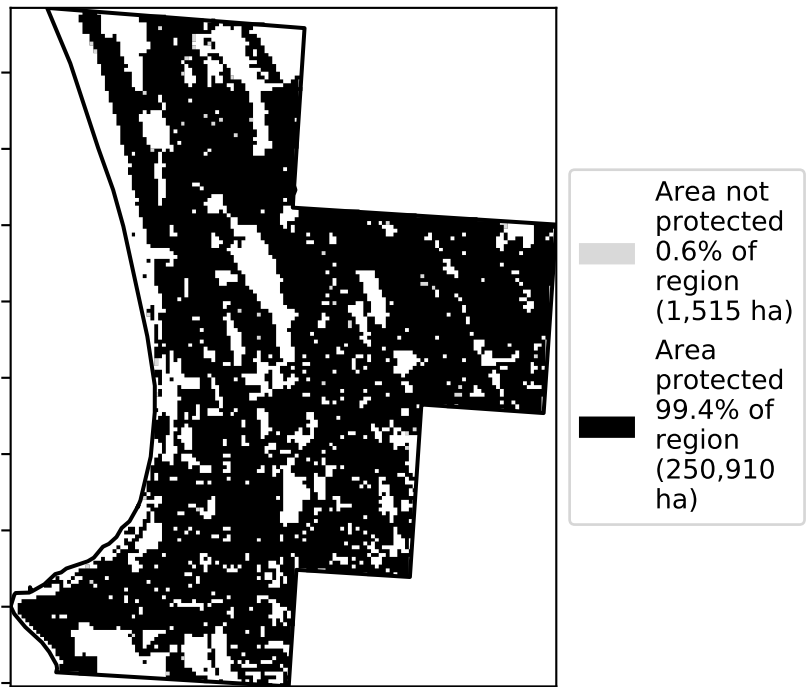 Area not
protected
0.6% of
region
(1,515 ha)
Area
protected
99.4% of
region
(250,910
ha)